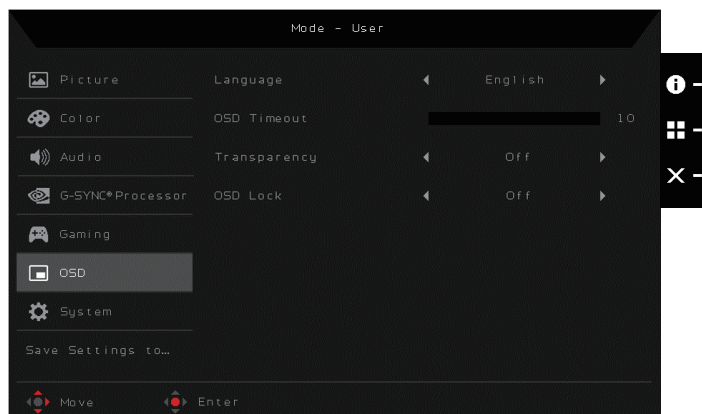 Mode - User
Picture
Language English
Color
OSD Timeout 10
Audio
Transparency Off
G-SYNC® Processor
OSD Lock Off
Gaming
OSD
System
Save Settings to…
Move Enter